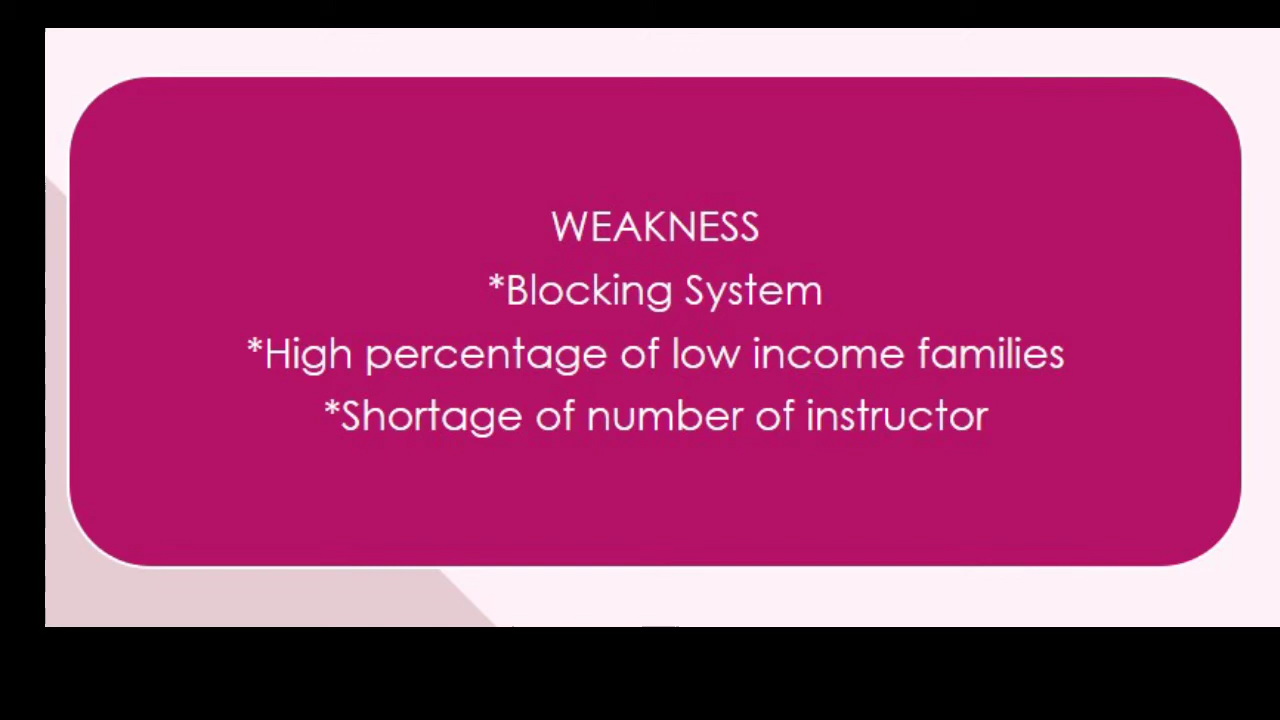 WEAKNESS
*Blocking System
*High percentage of low income families
*Shortage of number of instructor